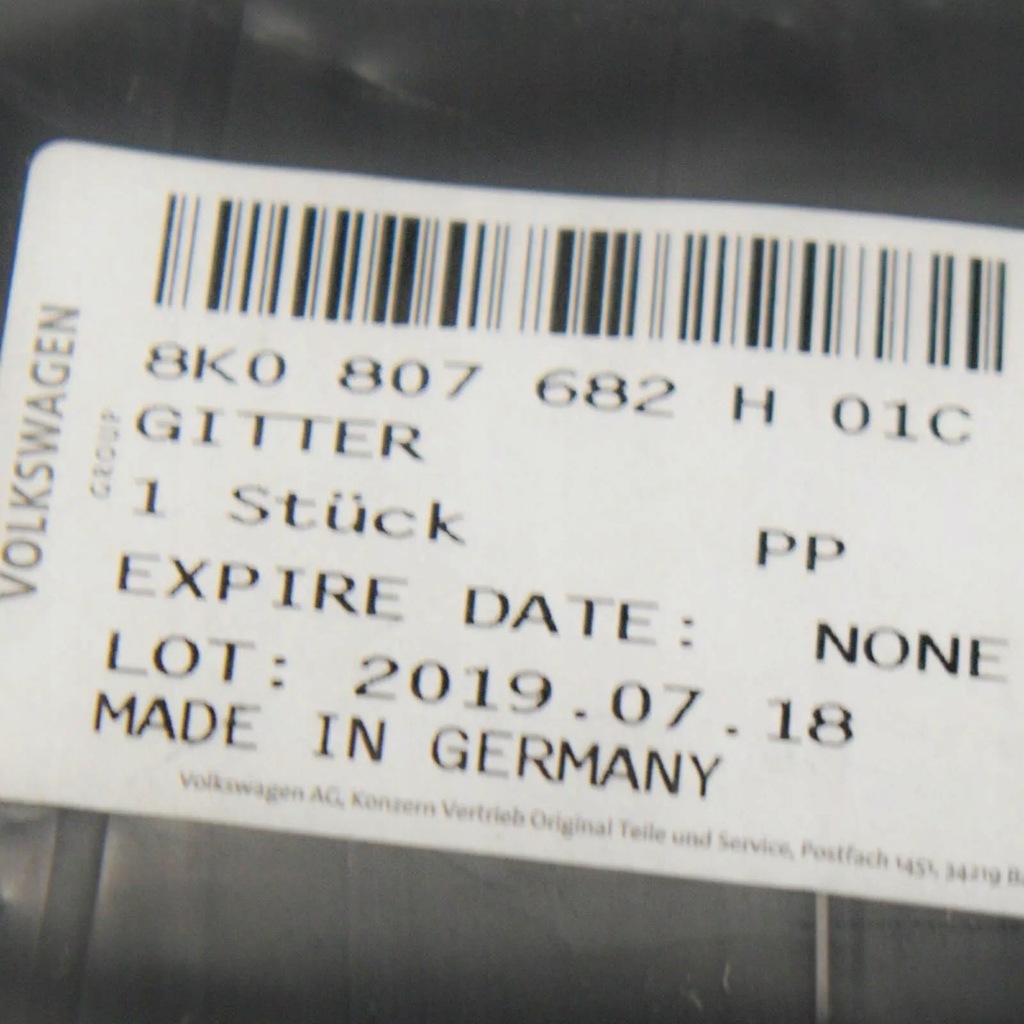 VOLKSWAGEN
GROUP
8K0 807 682 H 01C
GITTER
1 Stück PP
EXPIRE DATE: NONE
LOT: 2019.07.18
MADE IN GERMANY
Volkswagen AG, Konzern Vertrieb Original Teile und Service, Postfach 1451, 34219